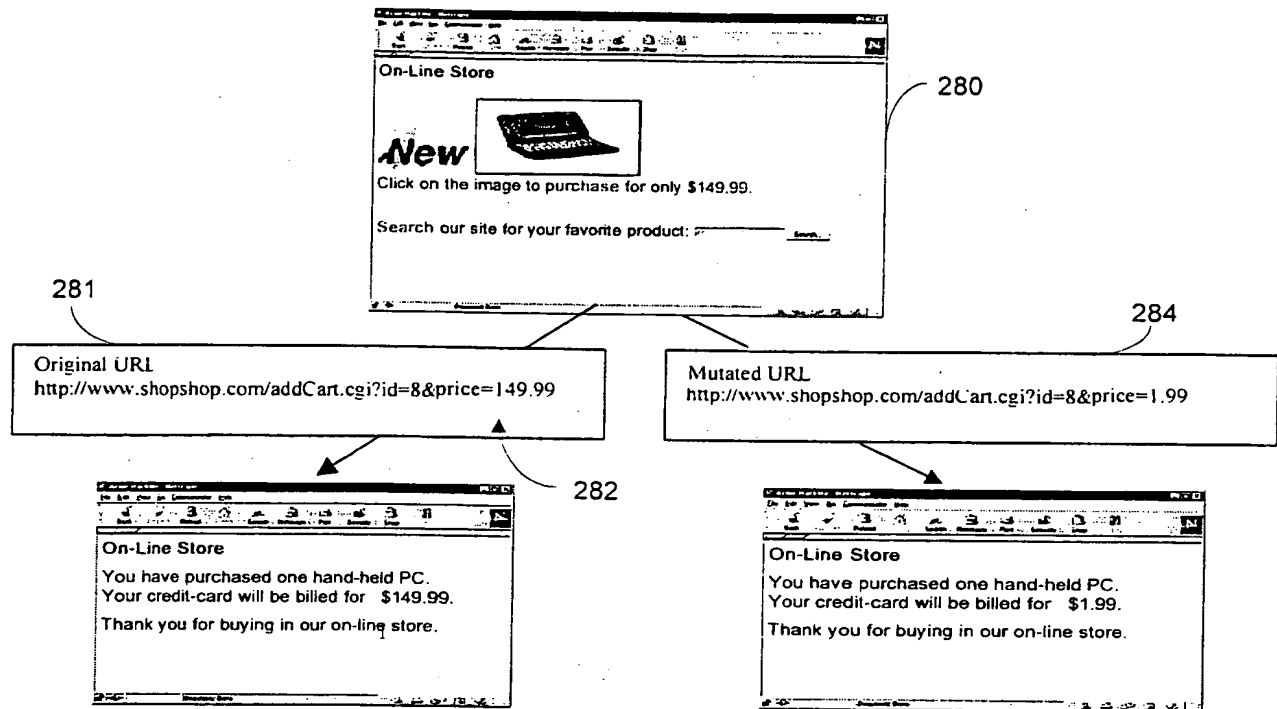 On-Line Store
280
New
Click on the image to purchase for only $149.99.
Search our site for your favorite product:
Search
281
284
Original URL
http://www.shopshop.com/addCart.cgi?id=8&price=149.99
Mutated URL
http://www.shopshop.com/addCart.cgi?id=8&price=1.99
282
On-Line Store
You have purchased one hand-held PC.
Your credit-card will be billed for $149.99.
Thank you for buying in our on-line store.
On-Line Store
You have purchased one hand-held PC.
Your credit-card will be billed for $1.99.
Thank you for buying in our on-line store.